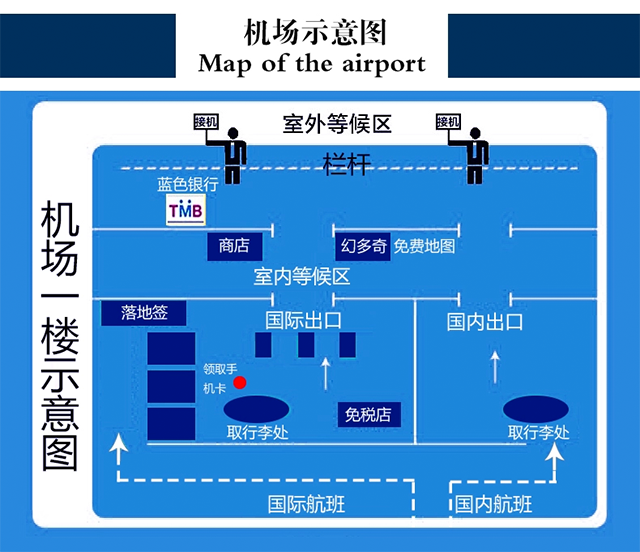 机场示意图
Map of the airport
室外等候区
接机
接机
栏杆
蓝色银行
TMB
商店
幻多奇
免费地图
室内等候区
落地签
国际出口
国内出口
领取手
机卡
免税店
取行李处
取行李处
国际航班
国内航班
机场一楼示意图